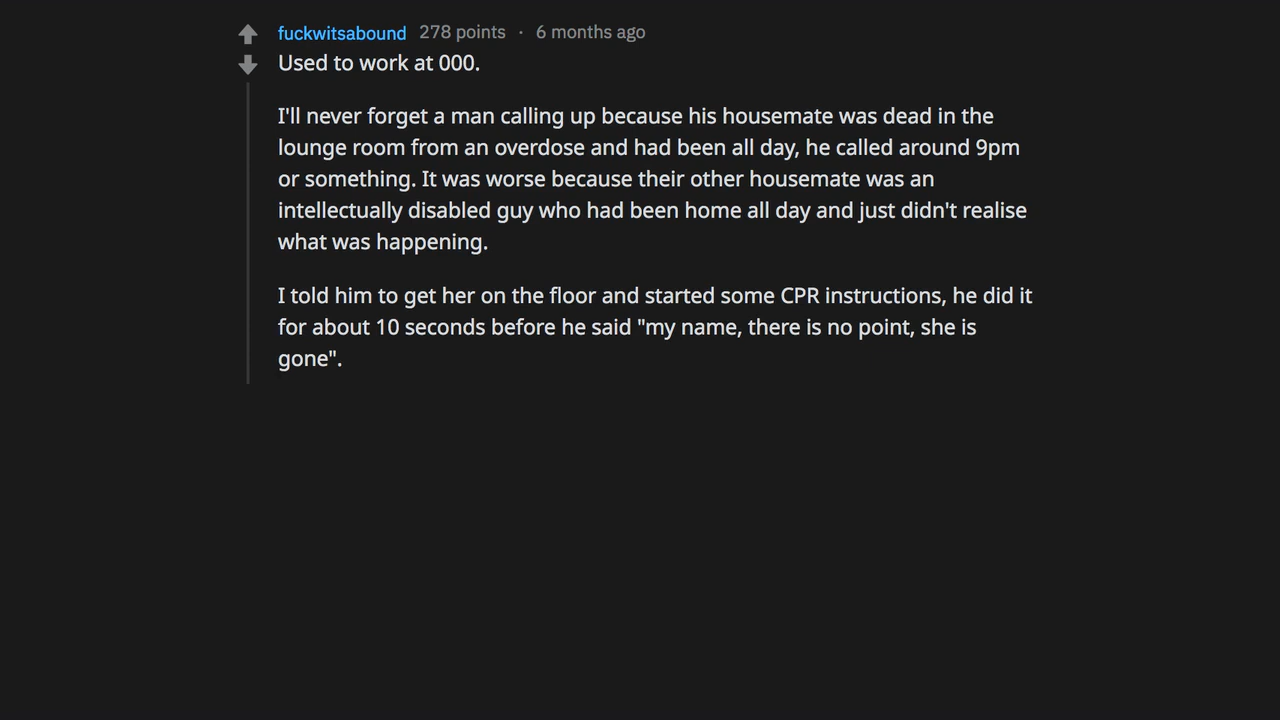 fuckwitsabound 278 points · 6 months ago
Used to work at 000.
I'll never forget a man calling up because his housemate was dead in the
lounge room from an overdose and had been all day, he called around 9pm
or something. It was worse because their other housemate was an
intellectually disabled guy who had been home all day and just didn't realise
what was happening.
I told him to get her on the floor and started some CPR instructions, he did it
for about 10 seconds before he said "my name, there is no point, she is
gone".